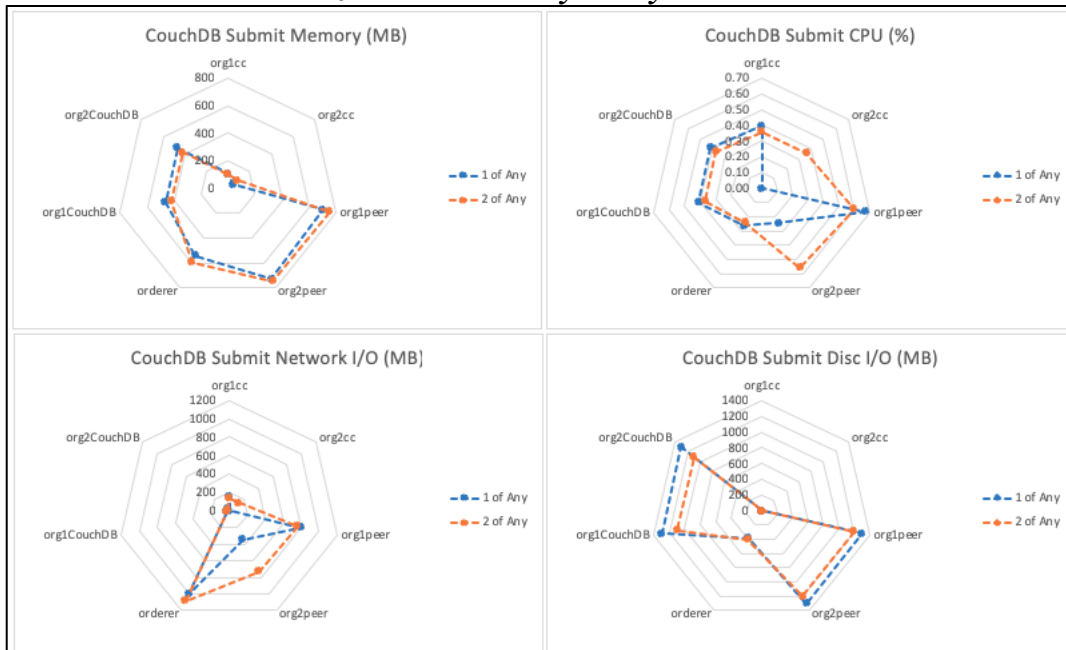 CouchDB Submit Memory (MB)
org1cc
800
600
400
200
0
org2cc
org1peer
org2peer
orderer
org1CouchDB
org2CouchDB
1 of Any
2 of Any
CouchDB Submit CPU (%)
org1cc
0.70
0.60
0.50
0.40
0.30
0.20
0.10
0.00
org2cc
org1peer
org2peer
orderer
org1CouchDB
org2CouchDB
1 of Any
2 of Any
CouchDB Submit Network I/O (MB)
org1cc
1200
1000
800
600
400
200
0
org2cc
org1peer
org2peer
orderer
org1CouchDB
org2CouchDB
1 of Any
2 of Any
CouchDB Submit Disc I/O (MB)
org1cc
1400
1200
1000
800
600
400
200
0
org2cc
org1peer
org2peer
orderer
org1CouchDB
org2CouchDB
1 of Any
2 of Any